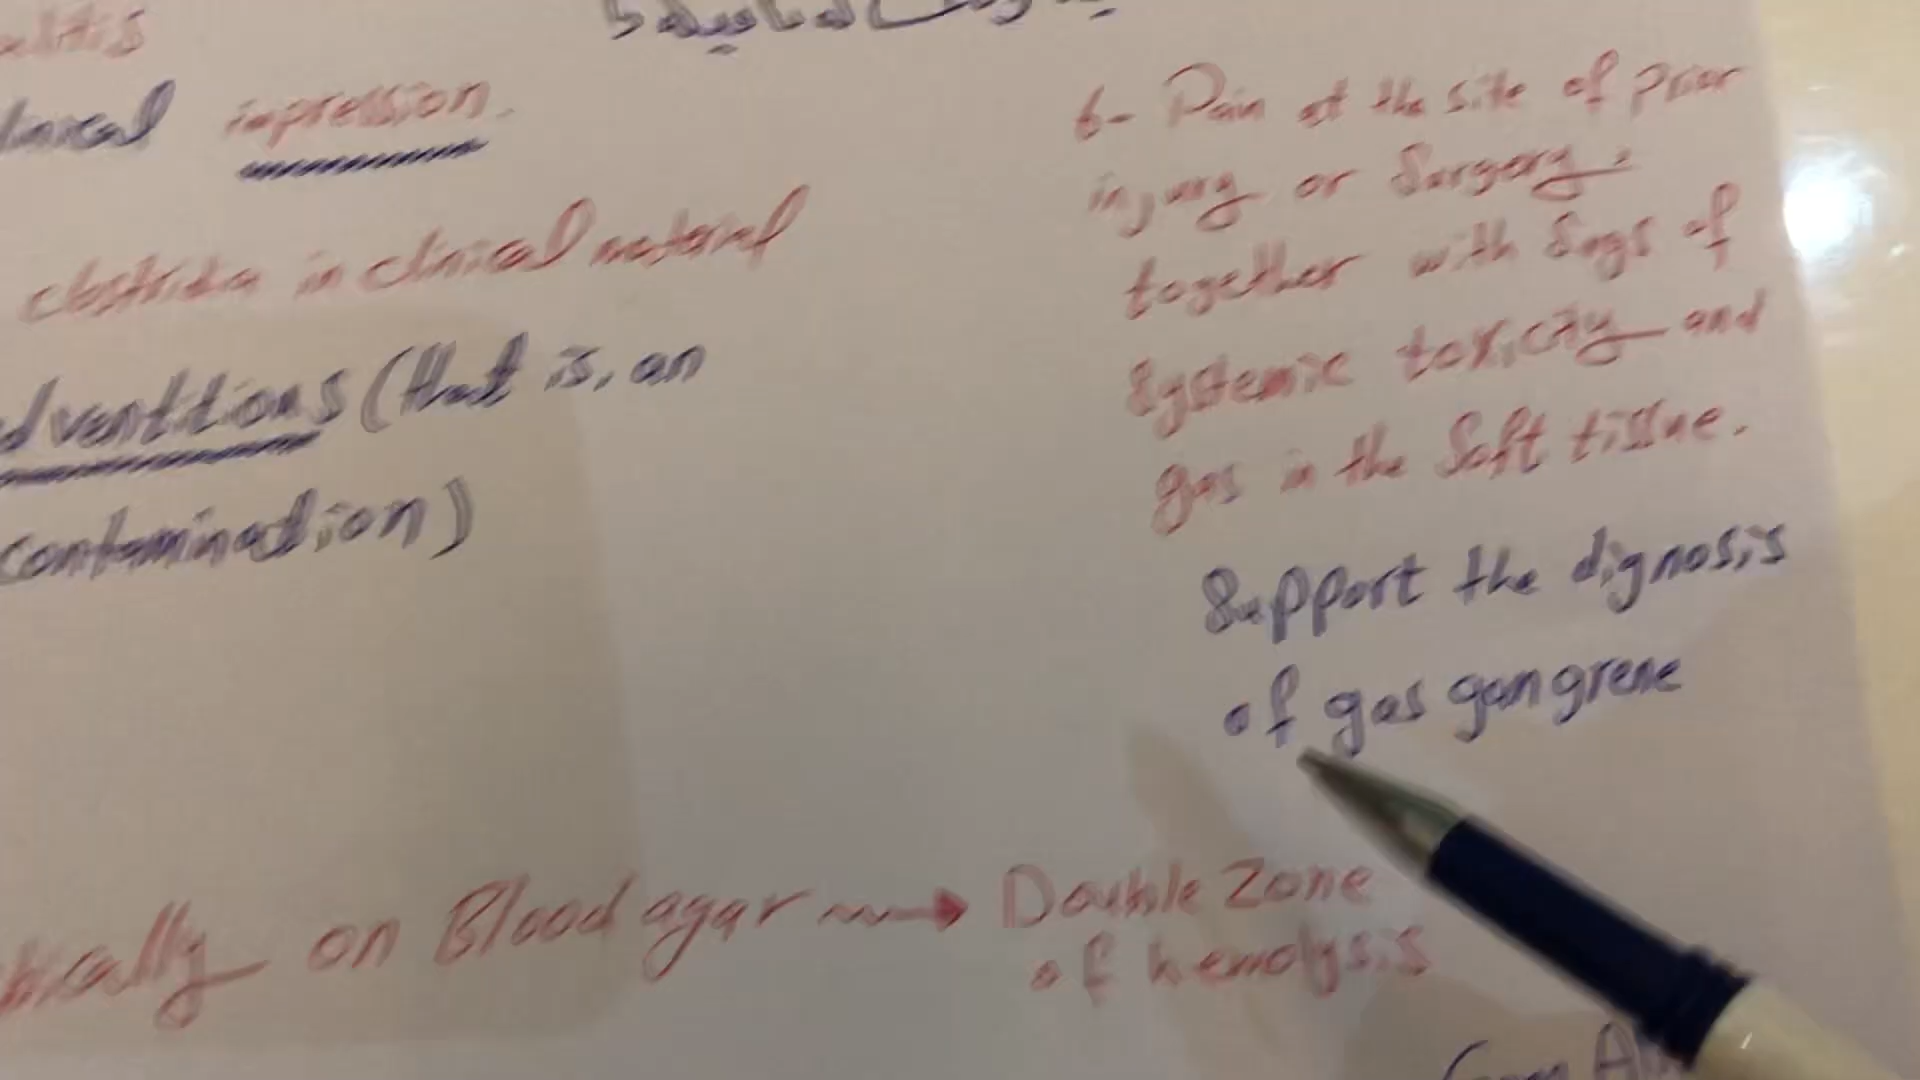 impression.
clostridia in clinical material
(that is, an
contamination)
6- Pain at the site of prior
injury or Surgery,
together with Sings of
Systemic toxicity and
gas in the Soft tissue.
Support the dignosis
of gas gangrene
on Blood agar → Double Zone
of hemolysis